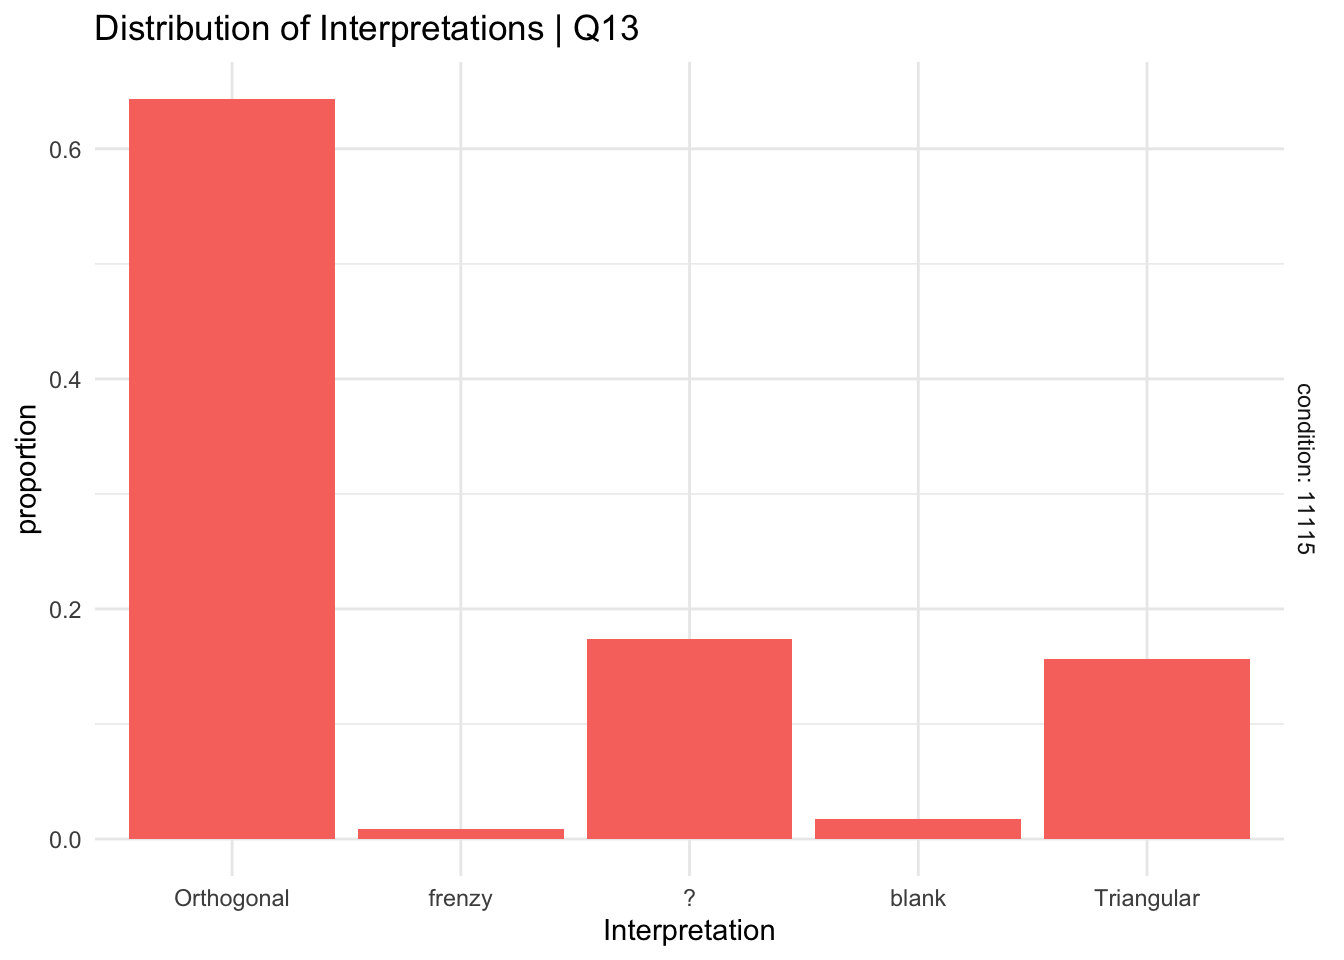 Distribution of Interpretations | Q13
proportion
0.6
0.4
0.2
0.0
condition: 11115
Orthogonal
frenzy
?
blank
Triangular
Interpretation